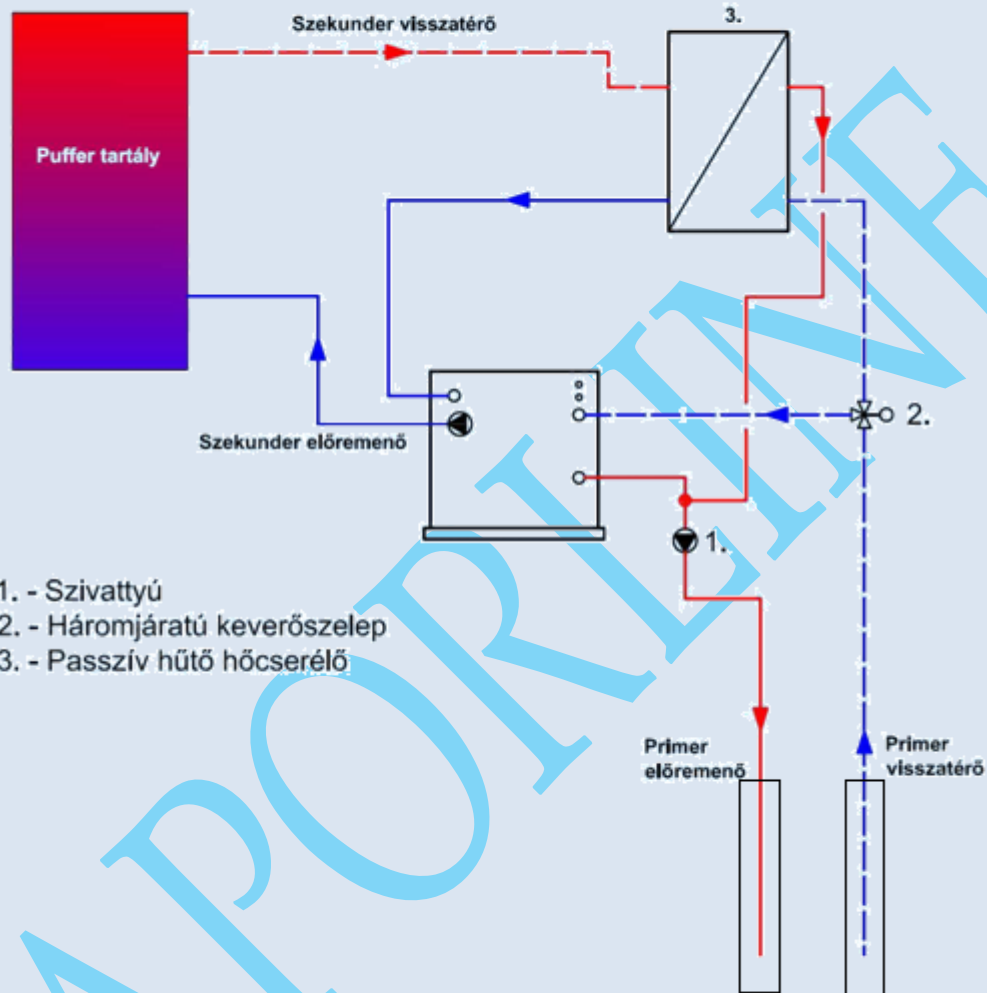 Szekunder visszatérő
3.
Puffer tartály
2.
Szekunder előremenő
1.
1. - Szivattyú
2. - Háromjáratú keverőszelep
3. - Passzív hűtő hőcserélő
Primer
előremenő
Primer
visszatérő
APORLINE